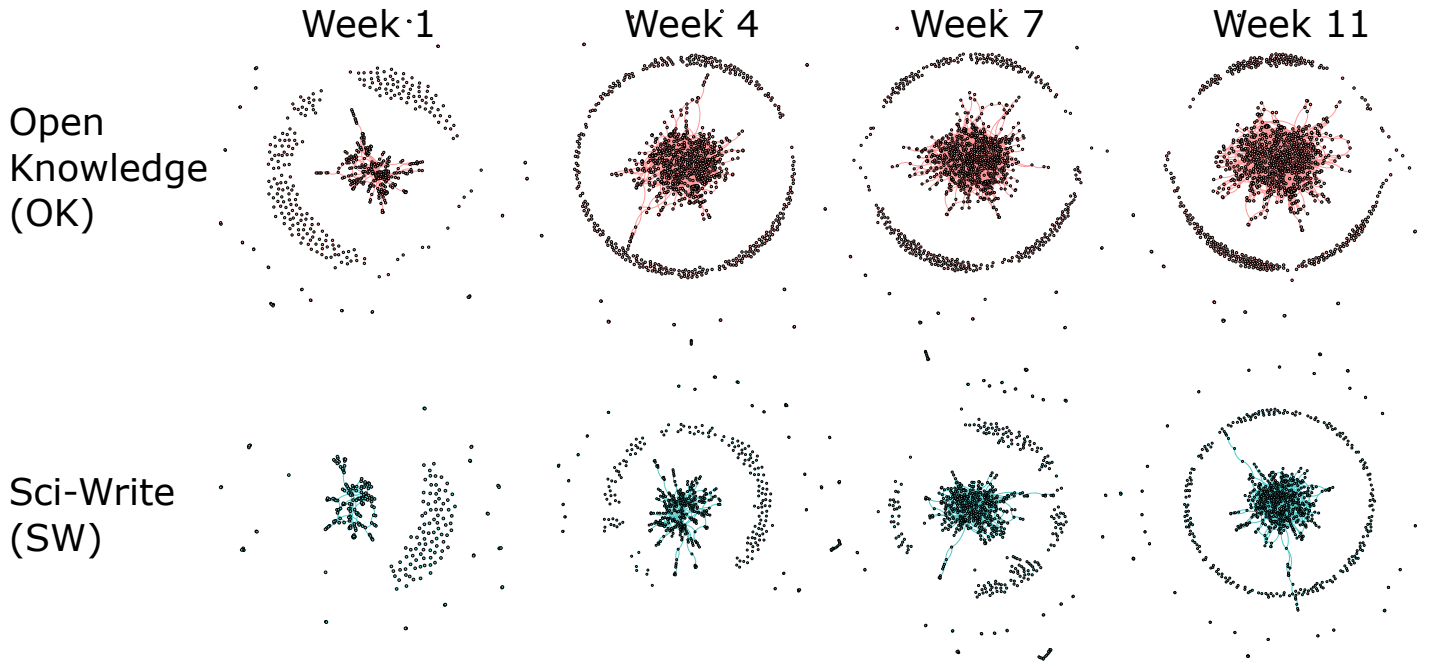 Week 1
Week 4
Week 7
Week 11
Open
Knowledge
(OK)
Sci-Write
(SW)